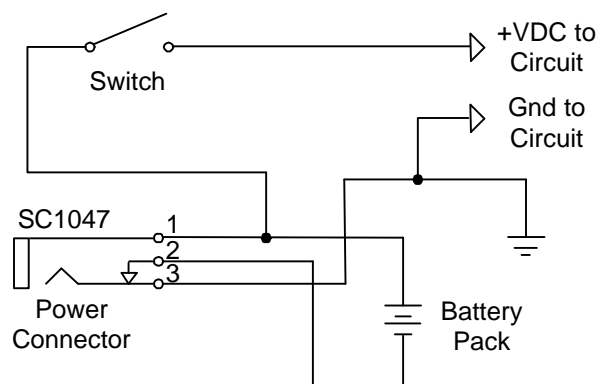 +VDC to
Circuit
Switch
Gnd to
Circuit
SC1047
1
2
3
Power
Connector
Battery
Pack